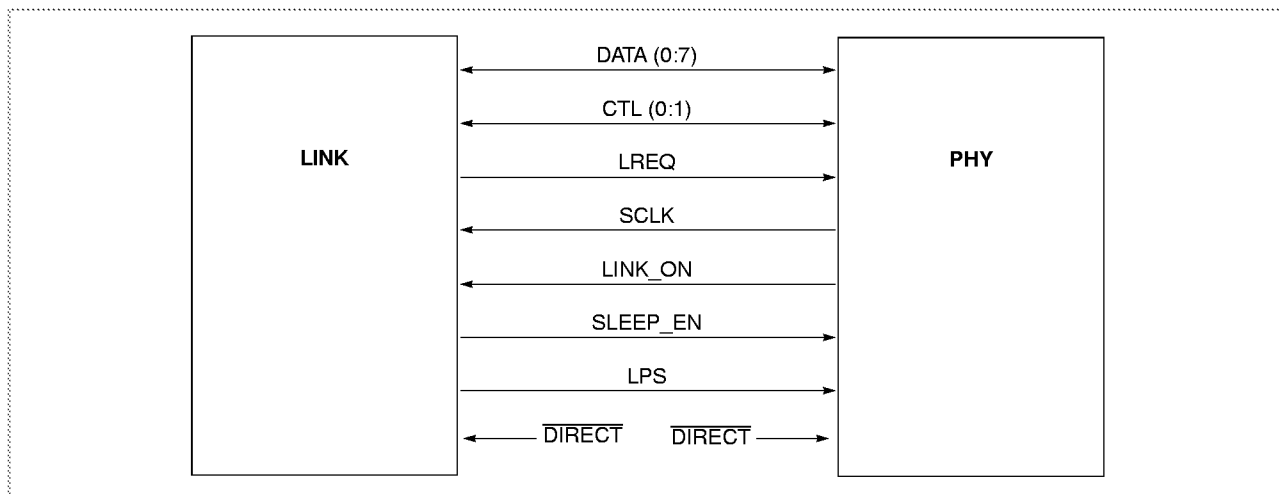 DATA (0:7)
CTL (0:1)
LINK
PHY
LREQ
SCLK
LINK_ON
SLEEP_EN
LPS
DIRECT DIRECT